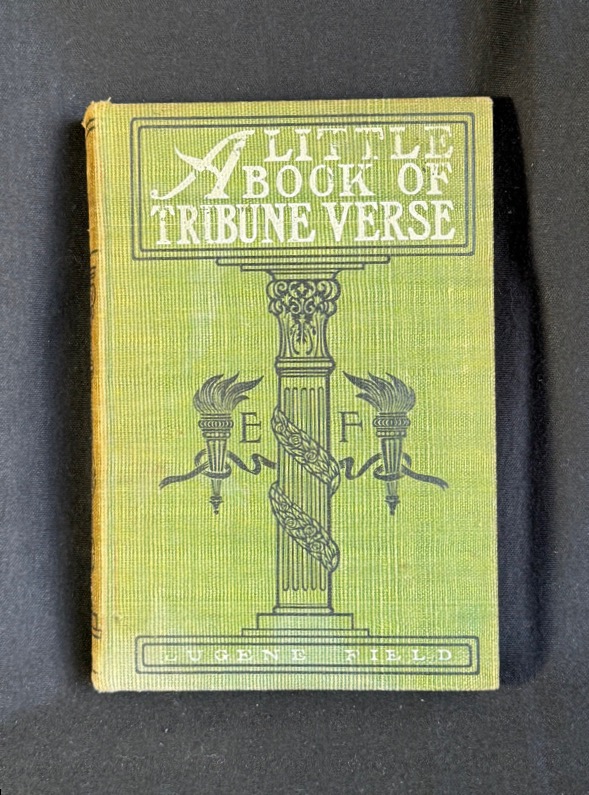 A LITTLE
BOOK OF
TRIBUNE VERSE
E F
EUGENE FIELD